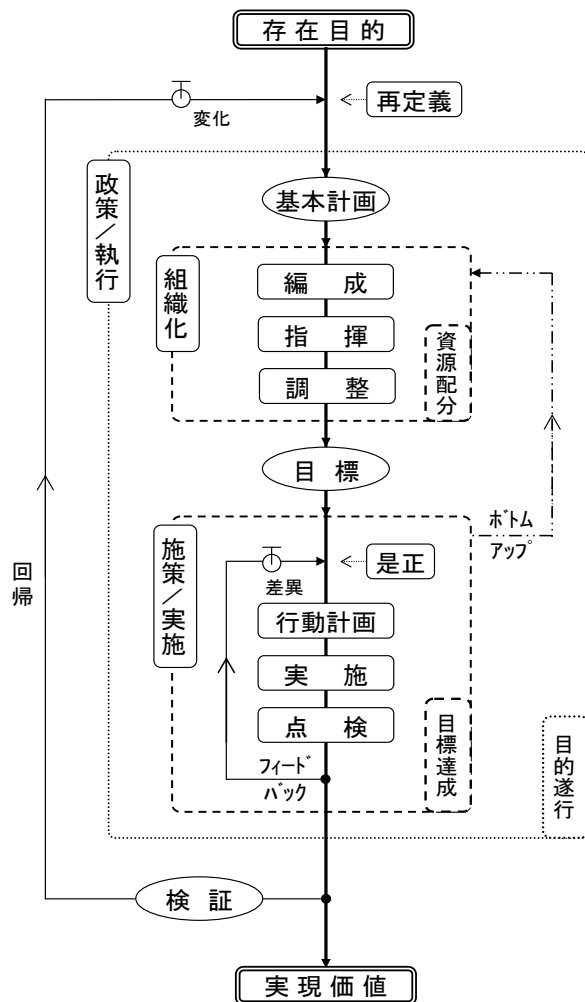 存在目的
変化
再定義
政策／執行
基本計画
組織化
編成
指揮
資源配分
調整
目標
ボトム
アップ
施策／実施
差異
是正
回帰
行動計画
実施
点検
目標達成
目的遂行
フィード
バック
検証
実現価値